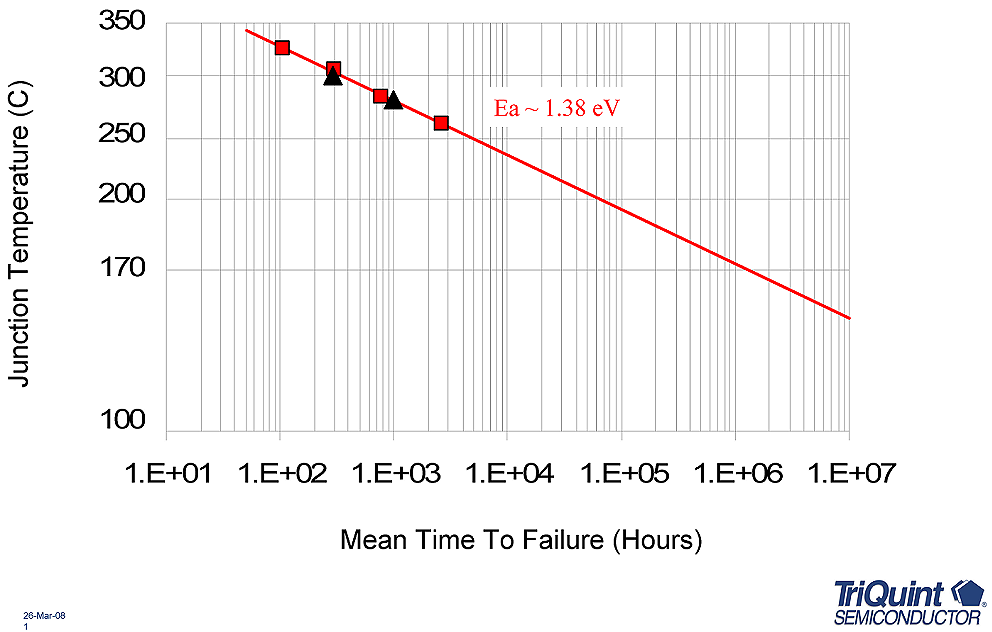 350
300
250
200
170
100
Junction Temperature (C)
Ea ~ 1.38 eV
1.E+01 1.E+02 1.E+03 1.E+04 1.E+05 1.E+06 1.E+07
Mean Time To Failure (Hours)
26-Mar-08
1
TriQuint ®
SEMICONDUCTOR